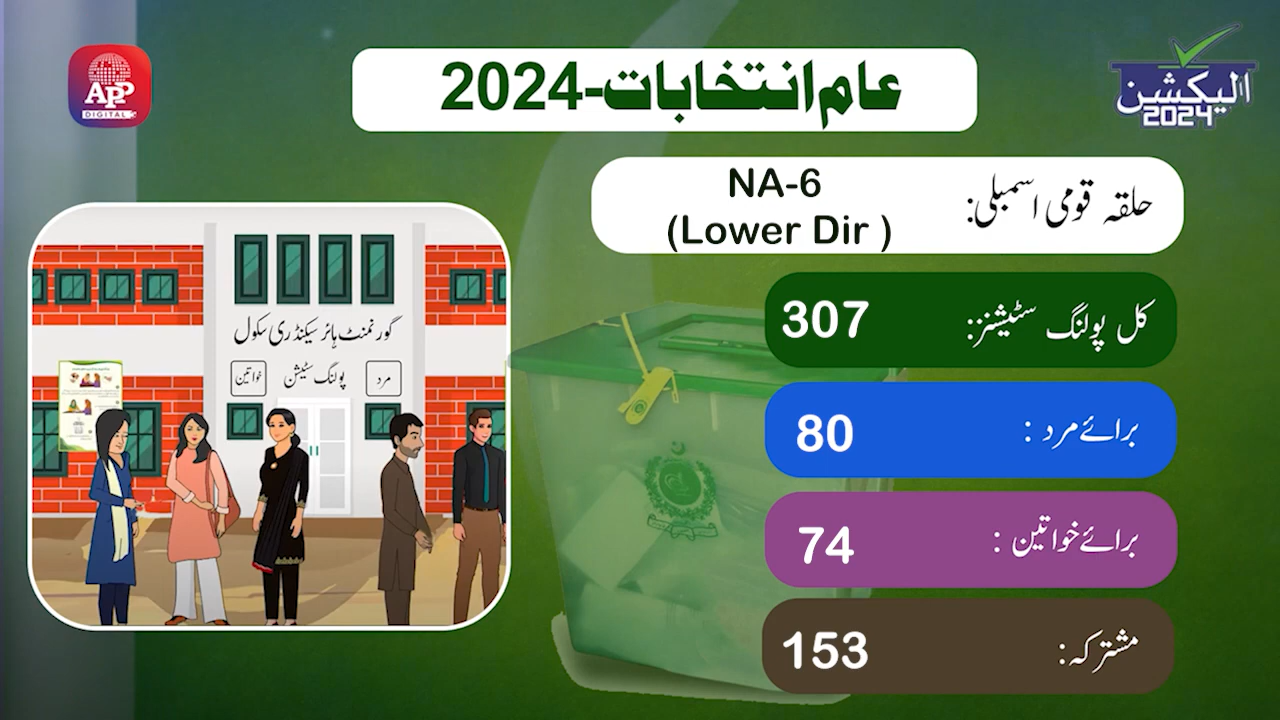 APP
DIGITAL
عام انتخابات-2024
الیکشن
2024
حلقہ قومی اسمبلی:
NA-6
(Lower Dir )
کل پولنگ سٹیشنز: 307
برائے مرد : 80
برائے خواتین : 74
مشترکہ: 153
گورنمنٹ ہائر سیکنڈری سکول
مرد
پولنگ سٹیشن
خواتین